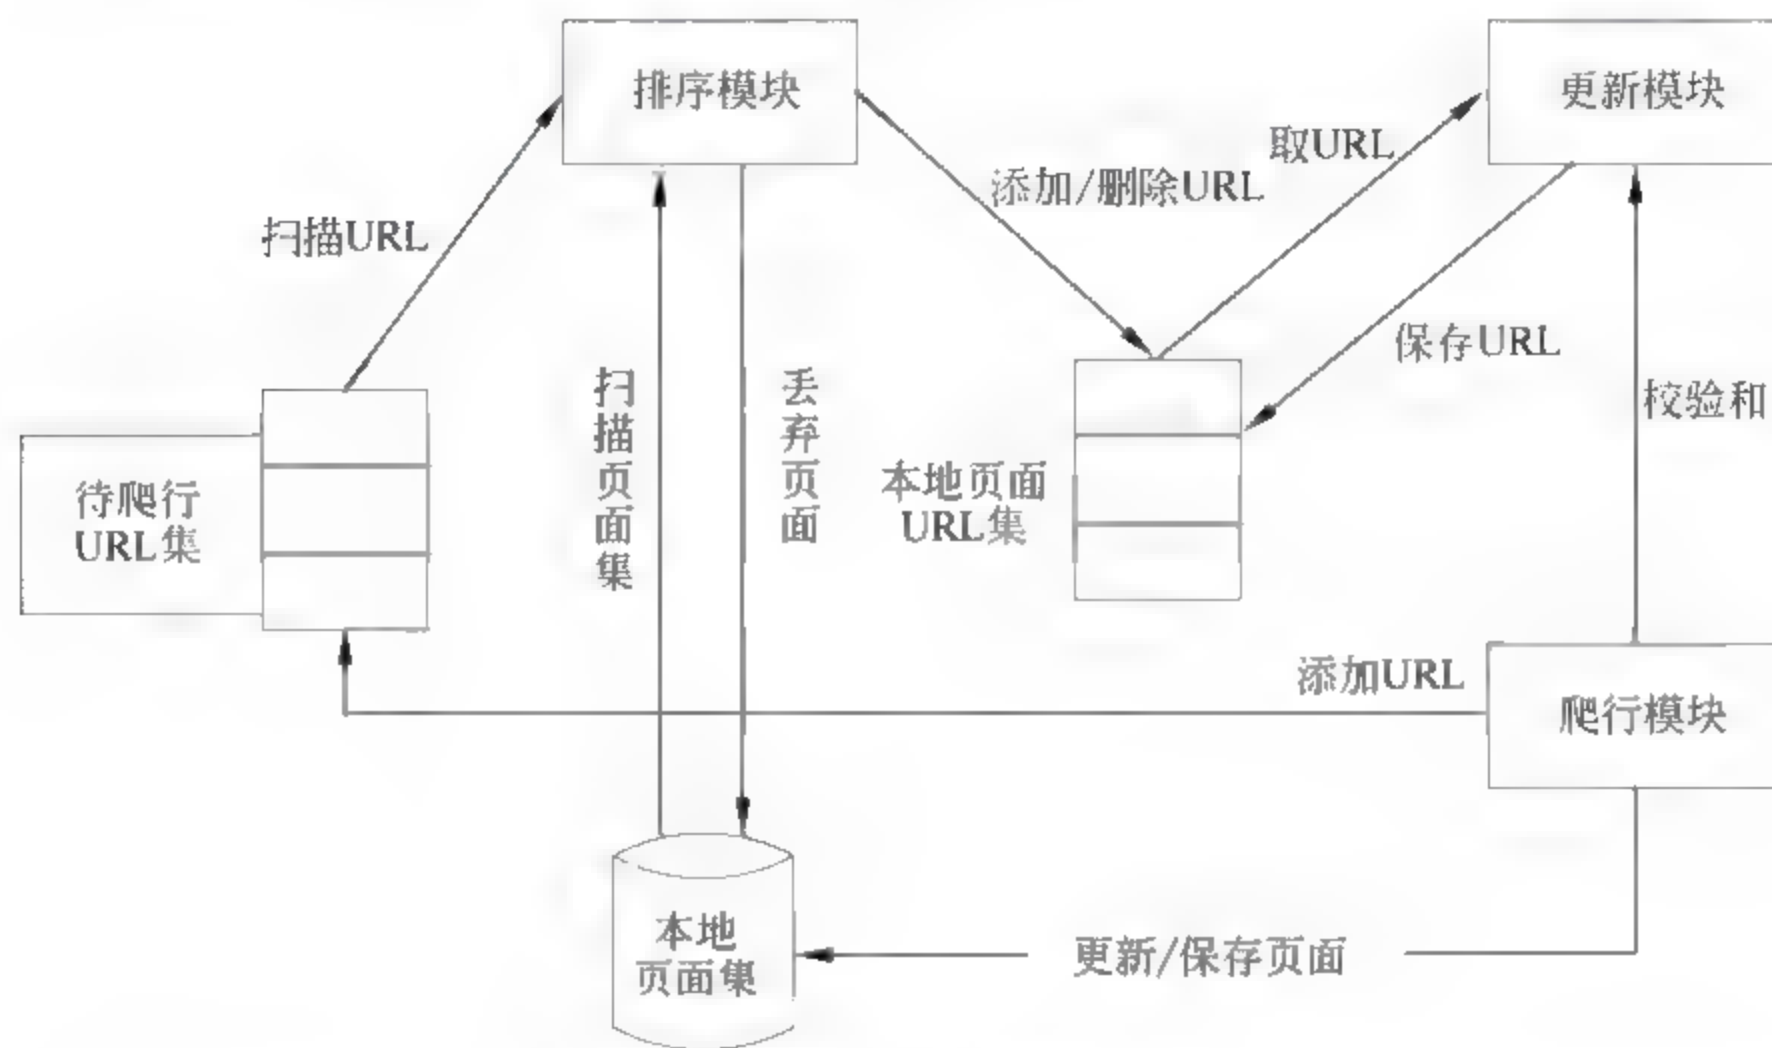 排序模块
更新模块
取URL
添加/删除URL
扫描URL
保存URL
扫描页面集
丢弃页面
校验和
待爬行
URL集
本地页面
URL集
添加URL
爬行模块
本地
页面集
更新/保存页面